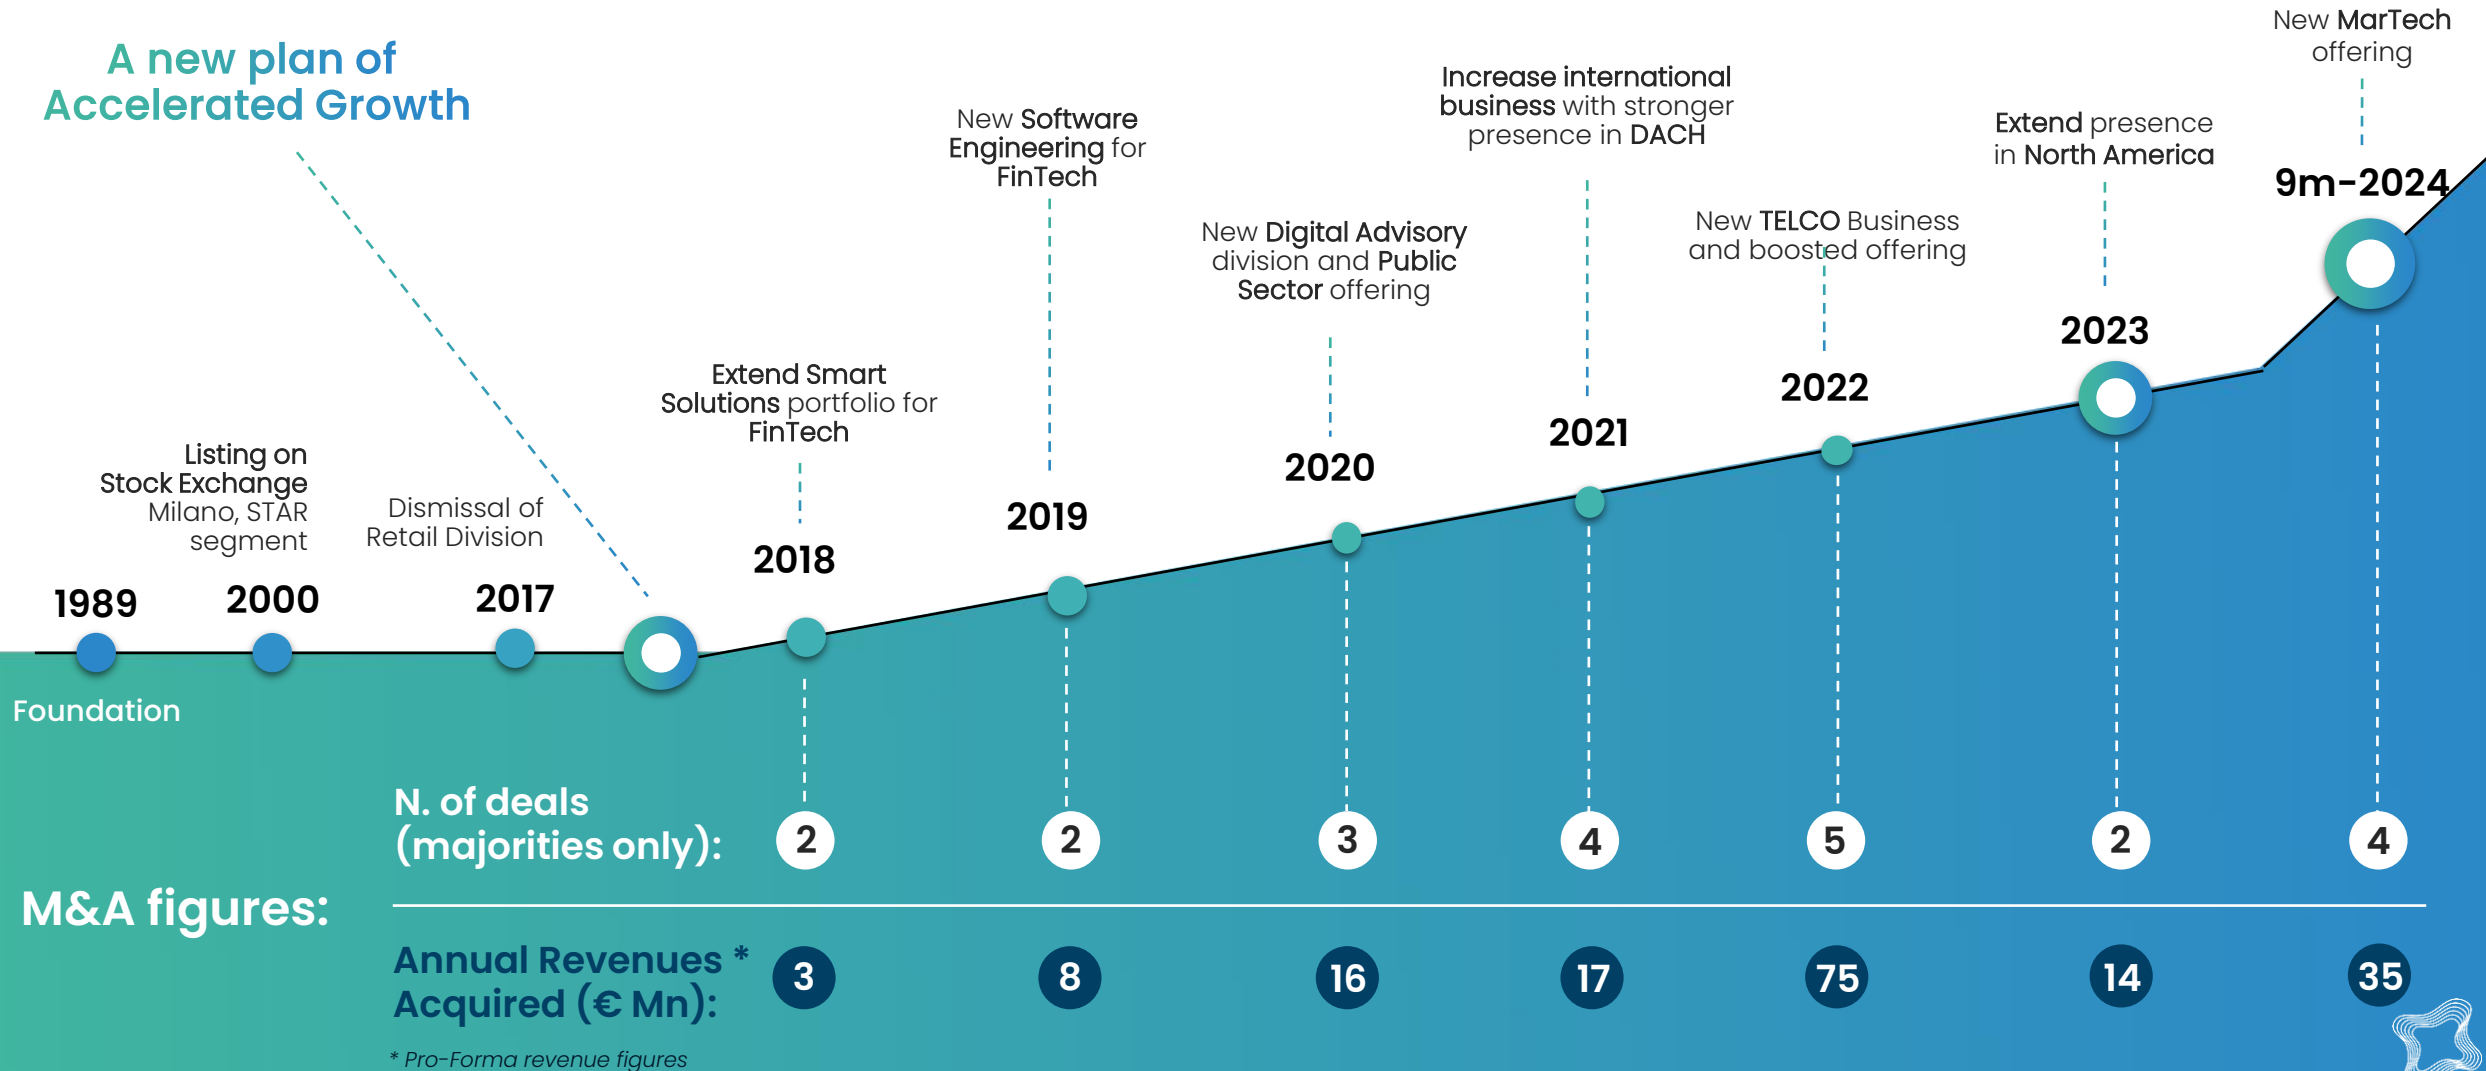 A new plan of
Accelerated Growth
1989
Foundation
Listing on
Stock Exchange
Milano, STAR
segment
2000
Dismissal of
Retail Division
2017
Extend Smart
Solutions portfolio for
FinTech
2018
New Software
Engineering for
FinTech
2019
New Digital Advisory
division and Public
Sector offering
2020
Increase international
business with stronger
presence in DACH
2021
New TELCO Business
and boosted offering
2022
Extend presence
in North America
2023
New MarTech
offering
9m-2024
M&A figures:
N. of deals
(majorities only):
2
2
3
4
5
2
4
Annual Revenues *
Acquired (€ Mn):
3
8
16
17
75
14
35
* Pro-Forma revenue figures